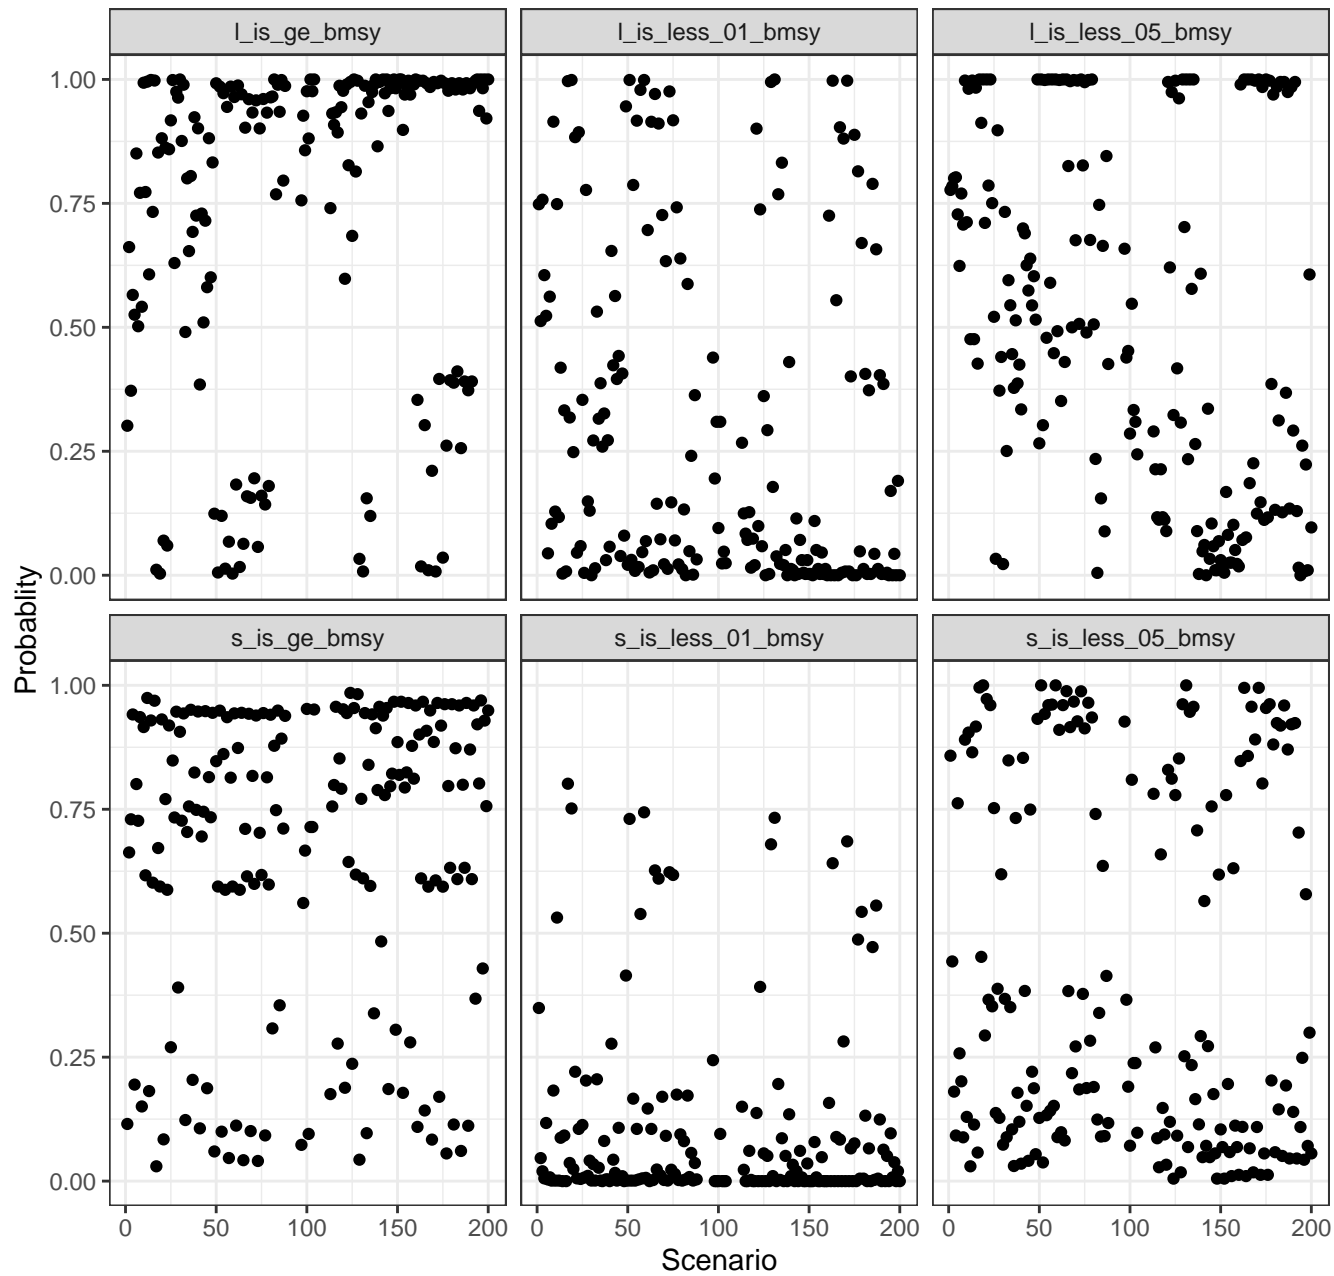 l_is_ge_bmsy l_is_less_01_bmsy l_is_less_05_bmsy
1.00
0.75
0.50
0.25
0.00
s_is_ge_bmsy s_is_less_01_bmsy s_is_less_05_bmsy
1.00
0.75
0.50
0.25
0.00
0 50 100 150 200 0 50 100 150 200 0 50 100 150 200
Scenario
Probablity